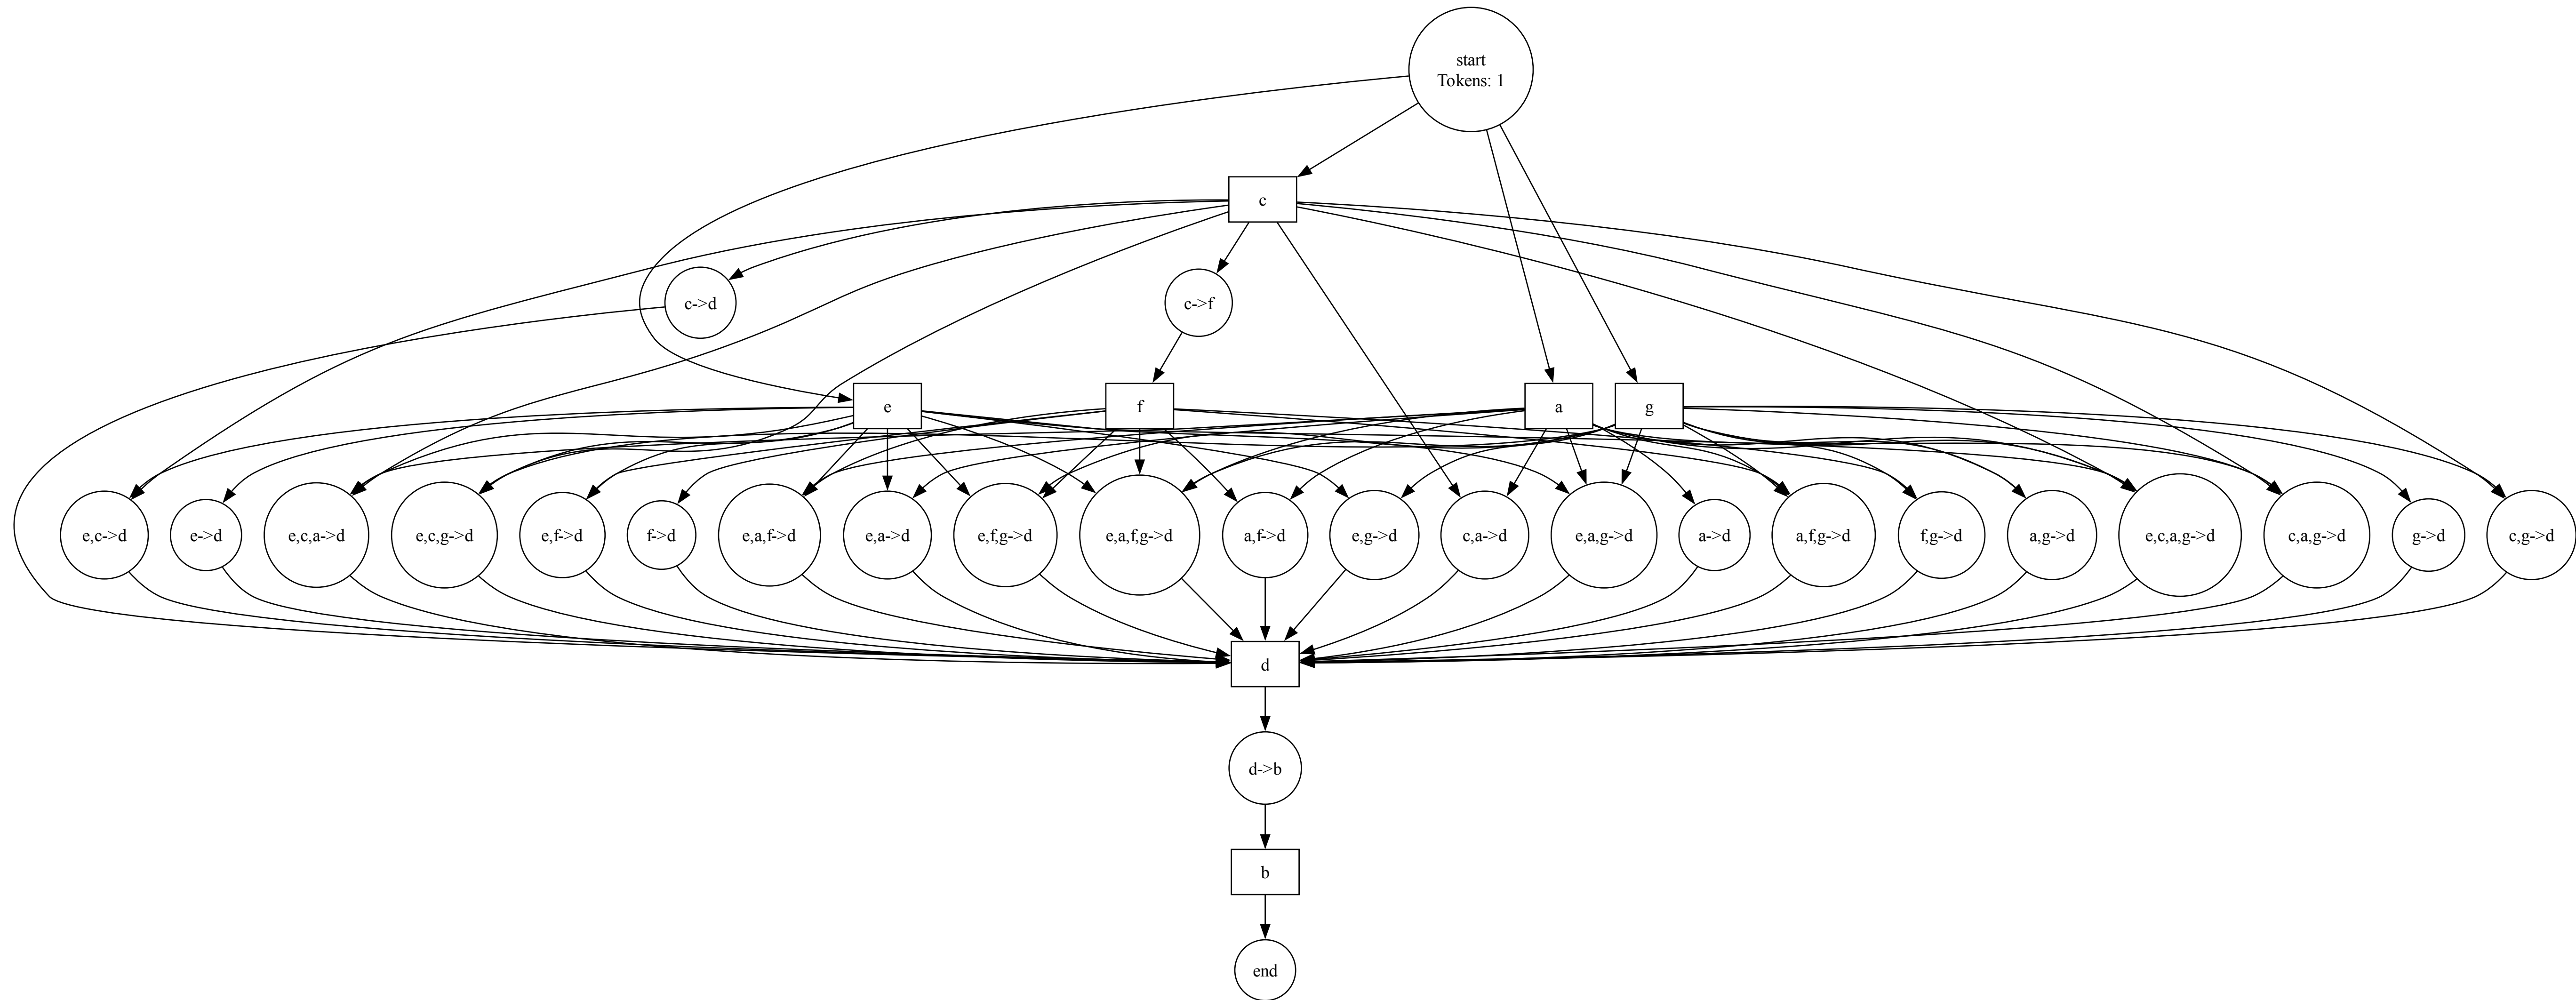 start
Tokens: 1
c
c->d
c->f
e
f
a
g
e,c->d
e->d
e,c,a->d
e,c,g->d
e,f->d
f->d
e,a,f->d
e,a->d
e,f,g->d
e,a,f,g->d
a,f->d
e,g->d
c,a->d
e,a,g->d
a->d
a,f,g->d
f,g->d
a,g->d
e,c,a,g->d
c,a,g->d
g->d
c,g->d
d
d->b
b
end